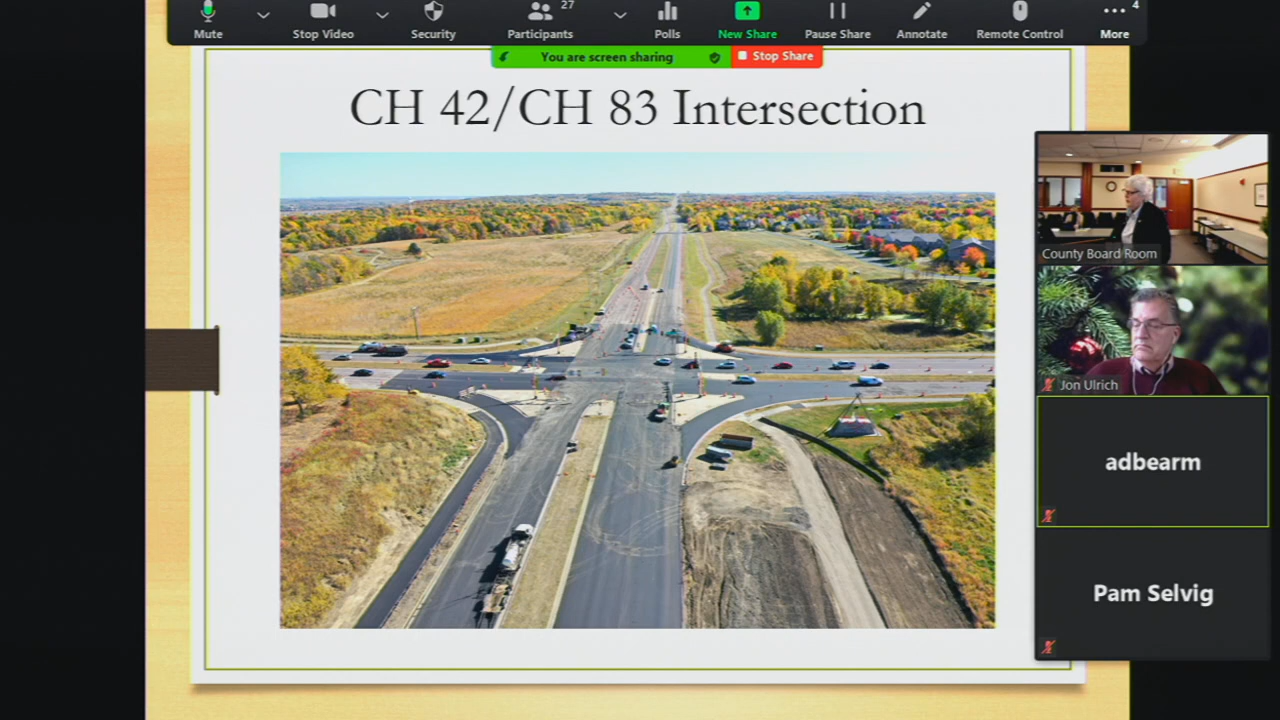 27
4
Mute
Stop Video
Security
Participants
Polls
New Share
Pause Share
Annotate
Remote Control
More
You are screen sharing
Stop Share
CH 42/CH 83 Intersection
County Board Room
Jon Ulrich
adbearm
Pam Selvig